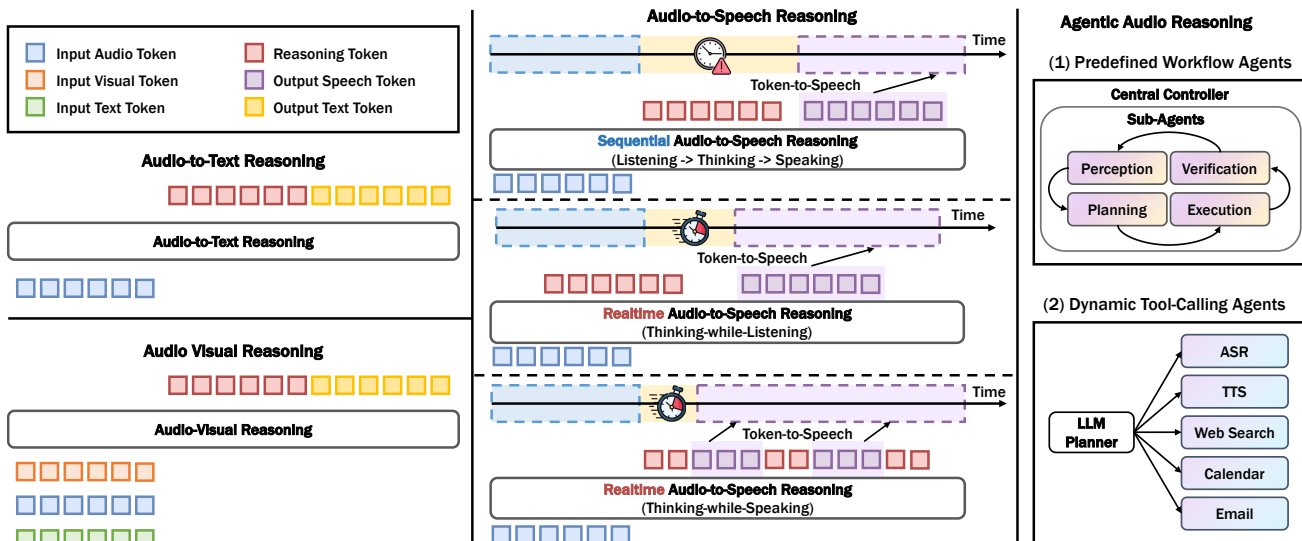 Input Audio Token
Input Visual Token
Input Text Token
Reasoning Token
Output Speech Token
Output Text Token
Audio-to-Text Reasoning
Audio-to-Text Reasoning
Audio Visual Reasoning
Audio-Visual Reasoning
Audio-to-Speech Reasoning
Time
Token-to-Speech
Sequential Audio-to-Speech Reasoning
(Listening -> Thinking -> Speaking)
Time
Token-to-Speech
Realtime Audio-to-Speech Reasoning
(Thinking-while-Listening)
Time
Token-to-Speech
Realtime Audio-to-Speech Reasoning
(Thinking-while-Speaking)
Agentic Audio Reasoning
(1) Predefined Workflow Agents
Central Controller
Sub-Agents
Perception
Verification
Planning
Execution
(2) Dynamic Tool-Calling Agents
LLM
Planner
ASR
TTS
Web Search
Calendar
Email